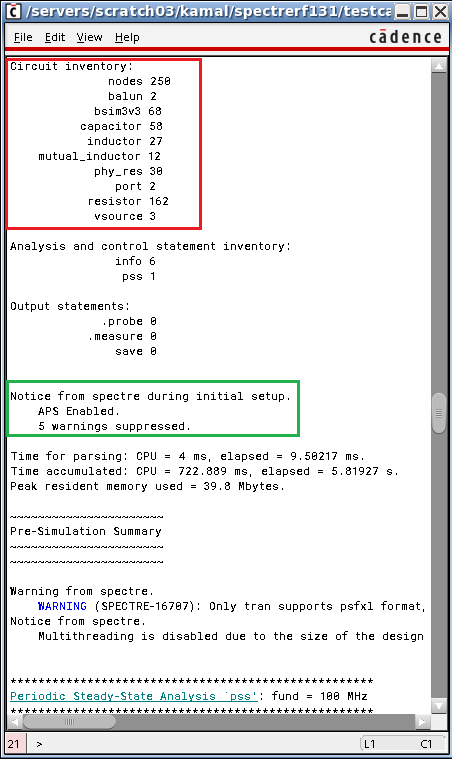 /servers/scratch03/kamal/spectrerf131/testca
File Edit View Help
cādence
Circuit inventory:
nodes 250
balun 2
bsim3v3 68
capacitor 58
inductor 27
mutual_inductor 12
phy_res 30
port 2
resistor 162
vsource 3
Analysis and control statement inventory:
info 6
pss 1
Output statements:
.probe 0
.measure 0
save 0
Notice from spectre during initial setup.
APS Enabled.
5 warnings suppressed.
Time for parsing: CPU = 4 ms, elapsed = 9.50217 ms.
Time accumulated: CPU = 722.889 ms, elapsed = 5.81927 s.
Peak resident memory used = 39.8 Mbytes.
~~~~~~~~~~~~~~~~~~~~~~
Pre-Simulation Summary
~~~~~~~~~~~~~~~~~~~~~~
~~~~~~~~~~~~~~~~~~~~~~
Warning from spectre.
WARNING (SPECTRE-16707): Only tran supports psfxl format,
Notice from spectre.
Multithreading is disabled due to the size of the design
****************************************************
Periodic Steady-State Analysis `pss': fund = 100 MHz
****************************************************
21 > L1 C1